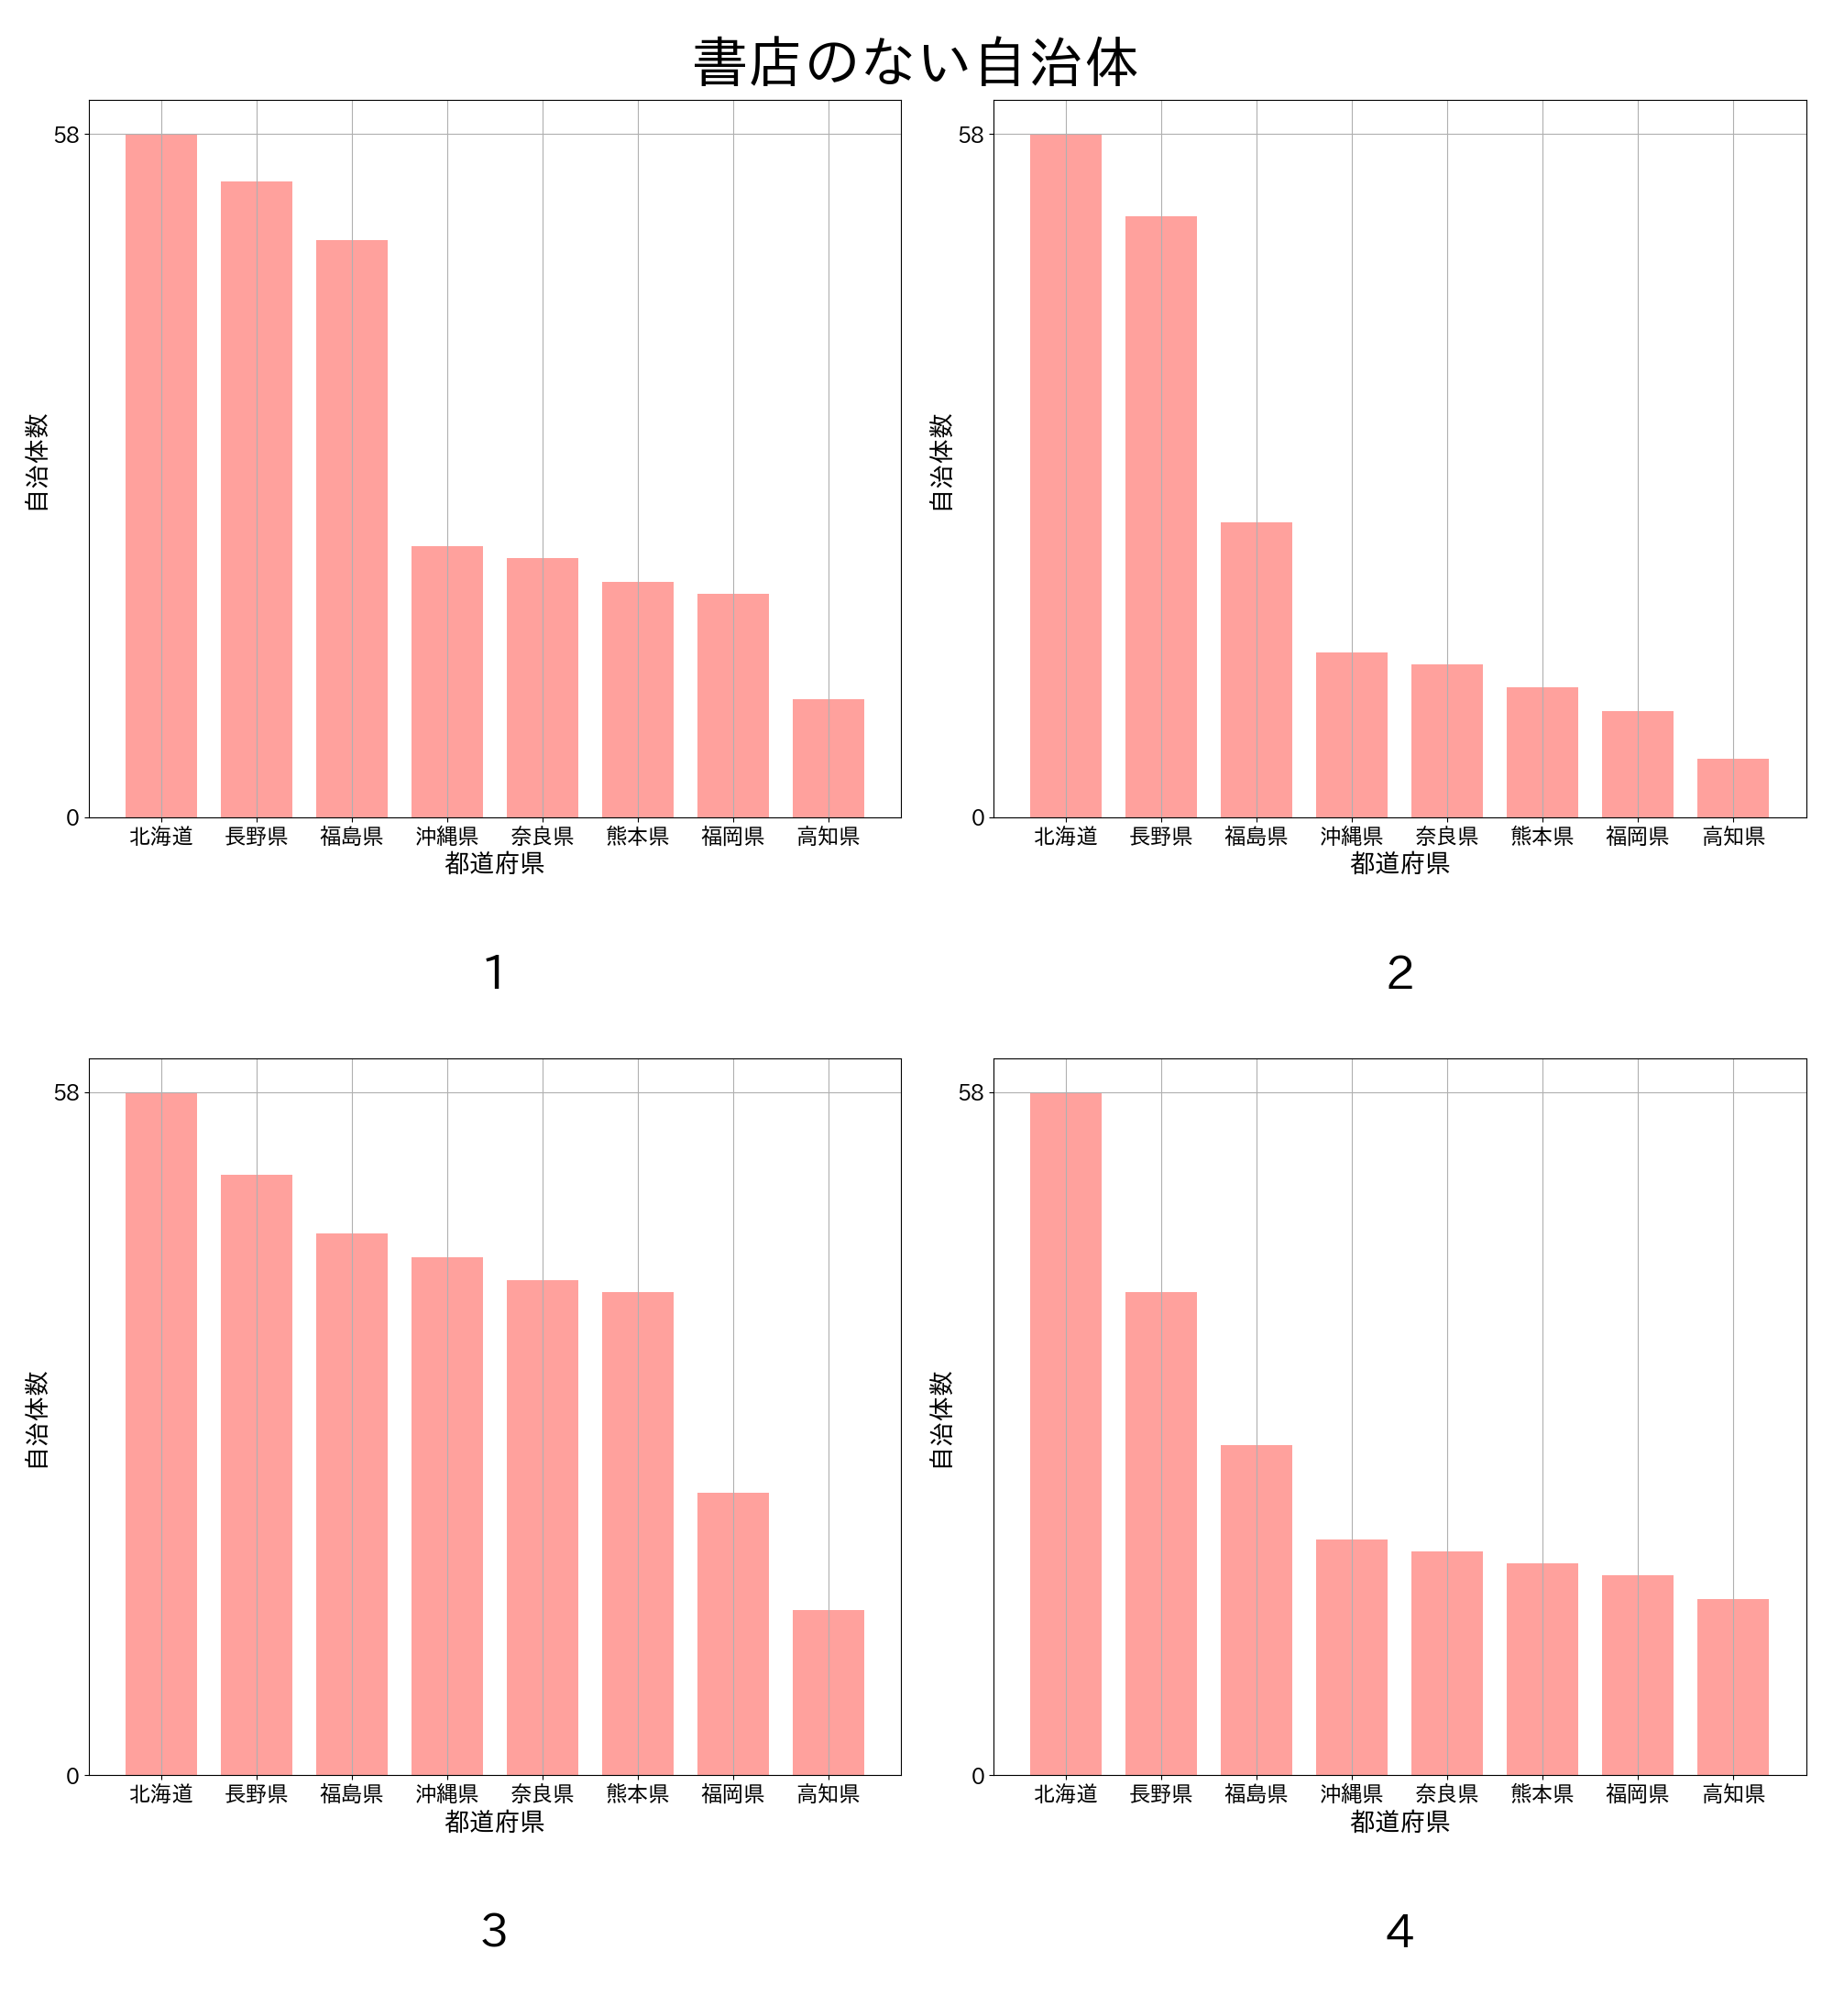 書店のない自治体
58
0
自治体数
北海道 長野県 福島県 沖縄県 奈良県 熊本県 福岡県 高知県
都道府県
1
58
0
自治体数
北海道 長野県 福島県 沖縄県 奈良県 熊本県 福岡県 高知県
都道府県
2
58
0
自治体数
北海道 長野県 福島県 沖縄県 奈良県 熊本県 福岡県 高知県
都道府県
3
58
0
自治体数
北海道 長野県 福島県 沖縄県 奈良県 熊本県 福岡県 高知県
都道府県
4